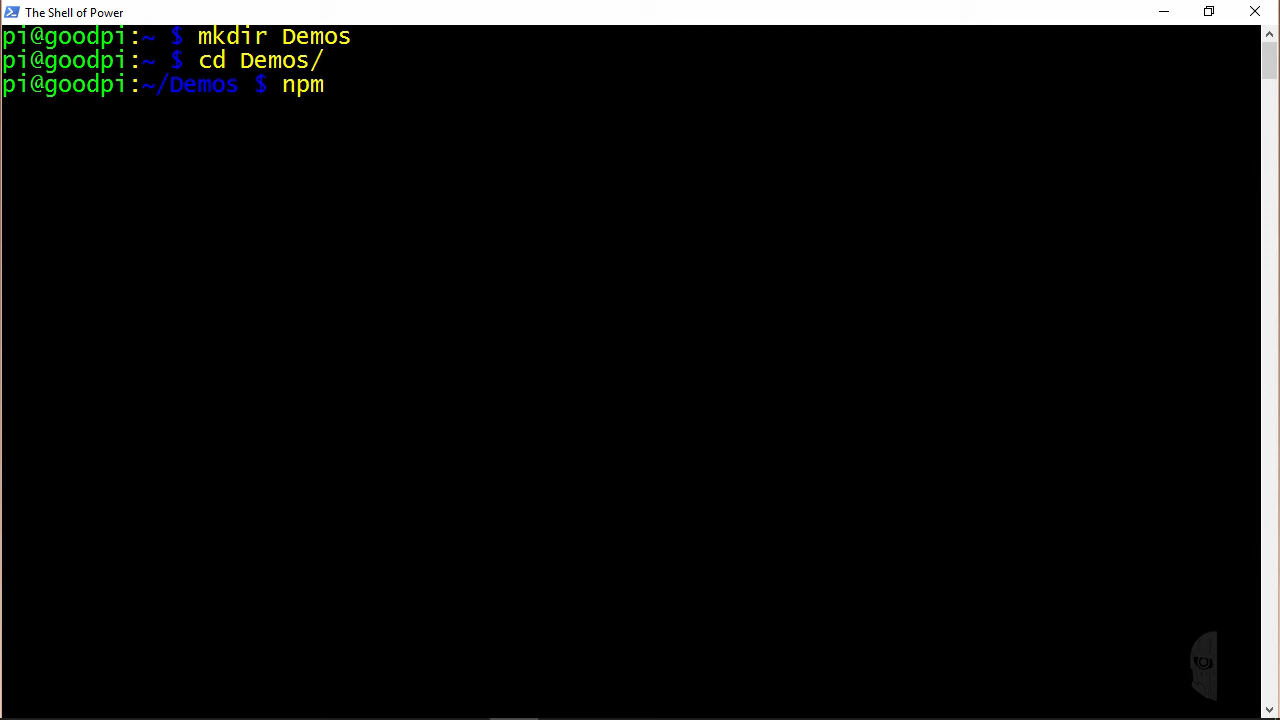 The Shell of Power
pi@goodpi:~ $ mkdir Demos
pi@goodpi:~ $ cd Demos/
pi@goodpi:~/Demos $ npm